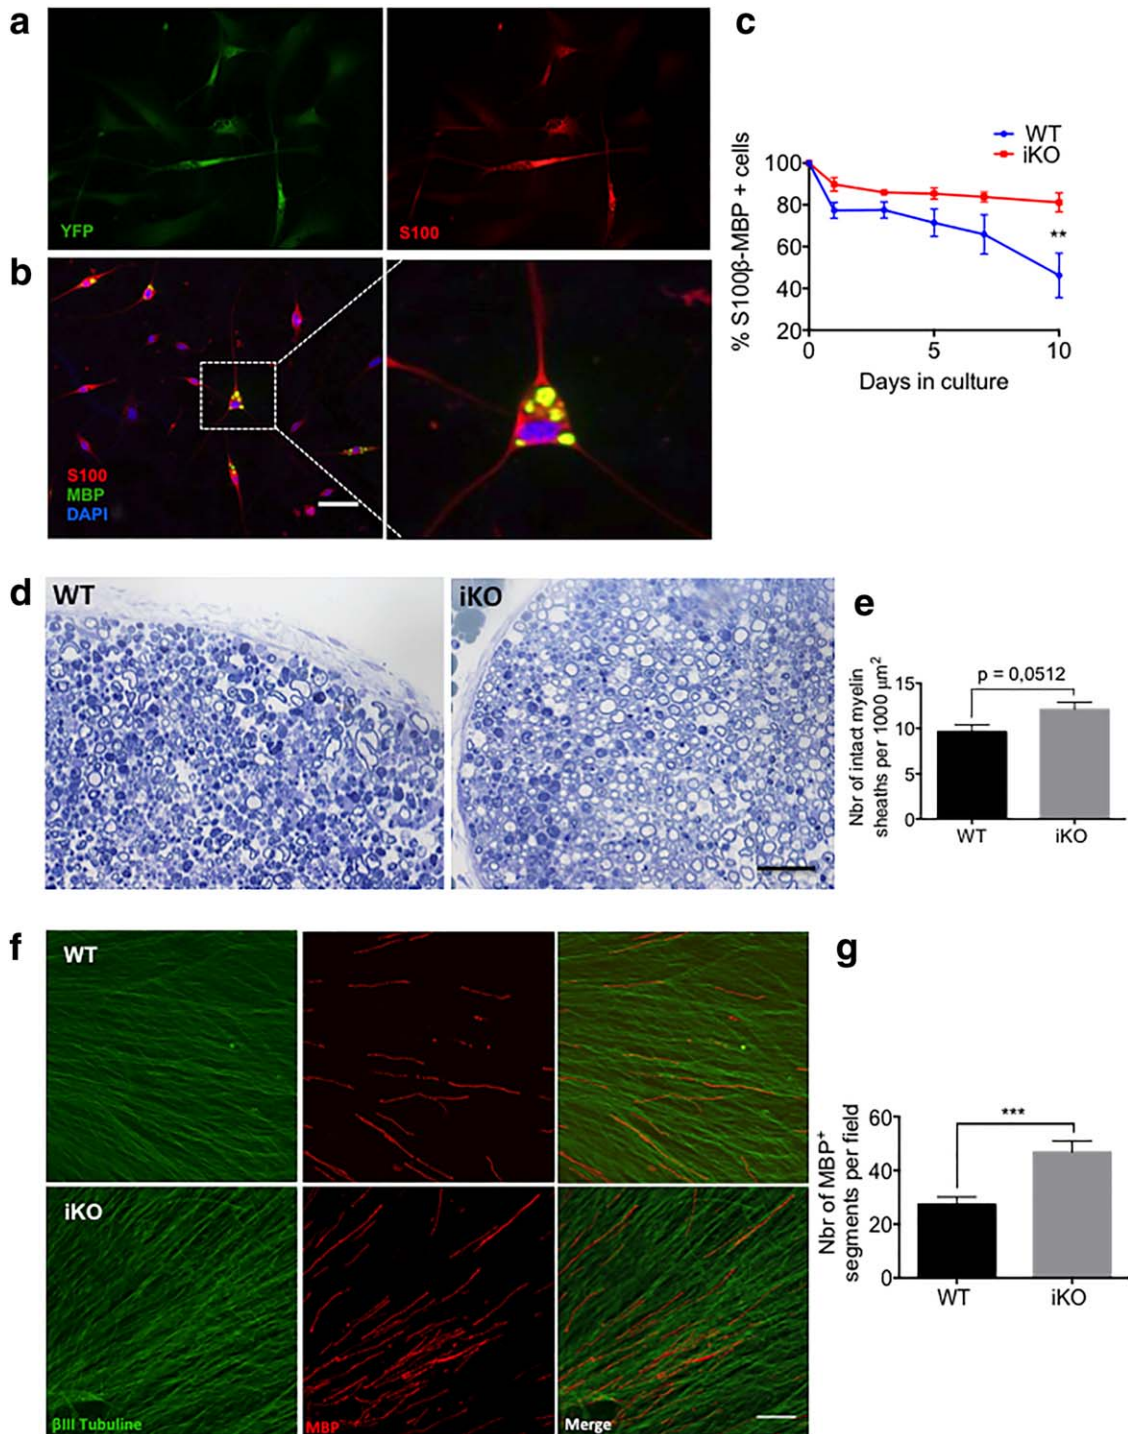 a
YFP
S100
b
S100
MBP
DAPI
c
WT
iKO
% S100β-MBP + cells
100
80
60
40
20
**
0
5
10
Days in culture
d
WT
iKO
e
Nbr of intact myelin
sheaths per 1000 µm²
p = 0,0512
15
10
5
0
WT
iKO
f
WT
iKO
βIII Tubuline
MBP
Merge
g
Nbr of MBP⁺
segments per field
***
60
40
20
0
WT
iKO